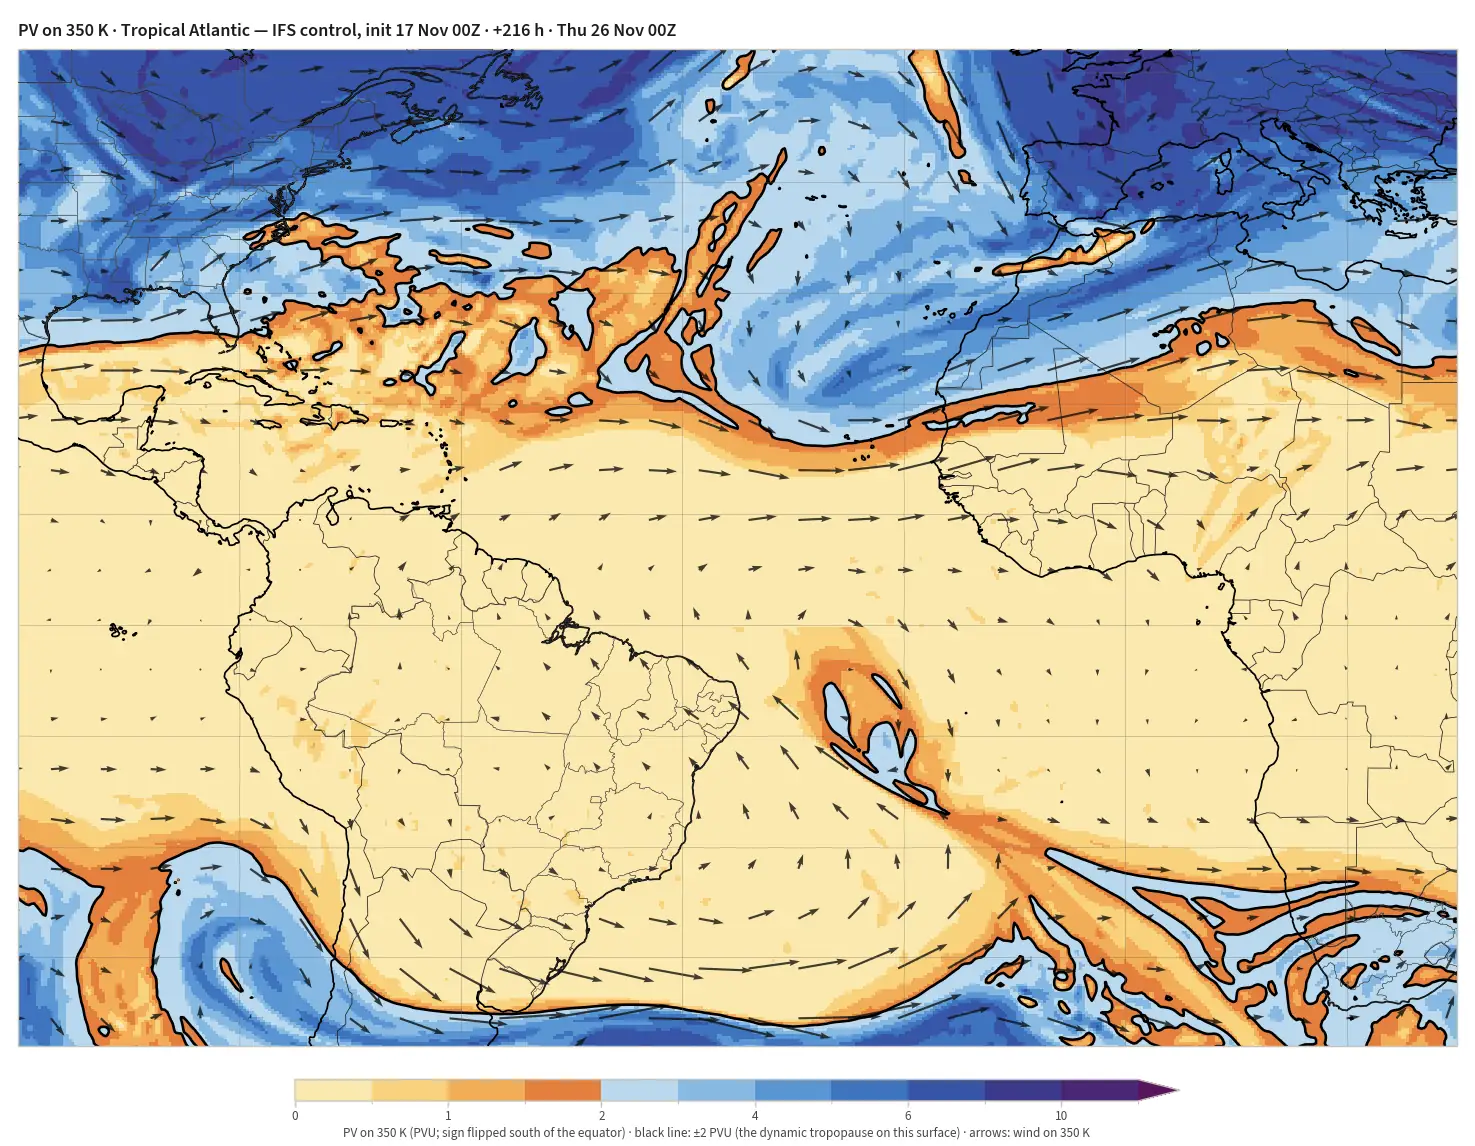 PV on 350 K · Tropical Atlantic — IFS control, init 17 Nov 00Z · +216 h · Thu 26 Nov 00Z
0 1 2 4 6 10
PV on 350 K (PVU; sign flipped south of the equator) · black line: ±2 PVU (the dynamic tropopause on this surface) · arrows: wind on 350 K